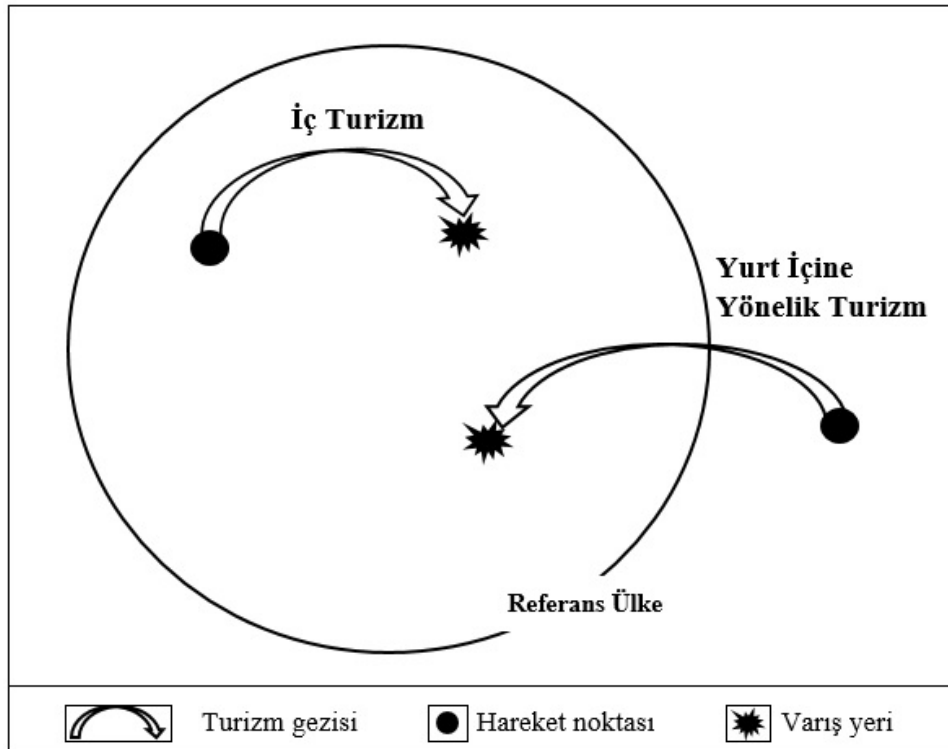 İç Turizm
Yurt İçine
Yönelik Turizm
Referans Ülke
Turizm gezisi
Hareket noktası
Varış yeri